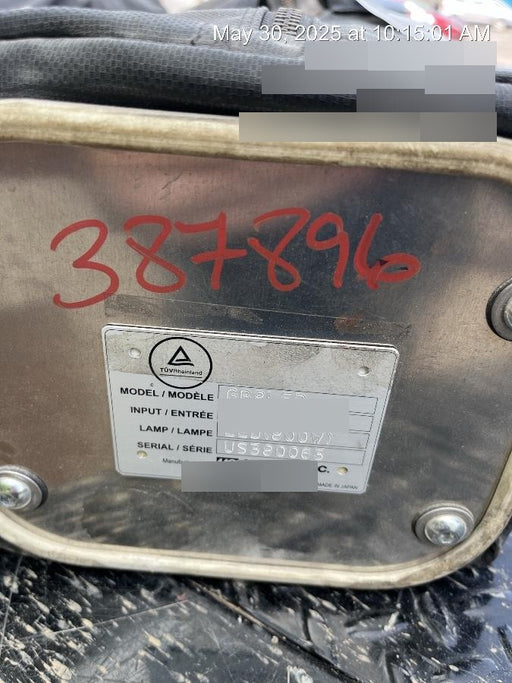 May 30, 2025 at 10:15:01 AM
387896
TÜVRheinland
MODEL / MODÈLE
INPUT / ENTRÉE
LAMP / LAMPE
SERIAL / SÉRIE US380065
C.
MADE IN JAPAN